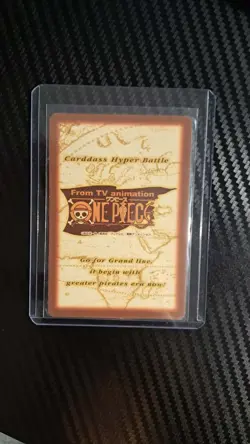 Carddass Hyper Battle
From TV animation
ワンピース
ONE PIECE
Go for Grand line,
it begin with
greater pirates era now!